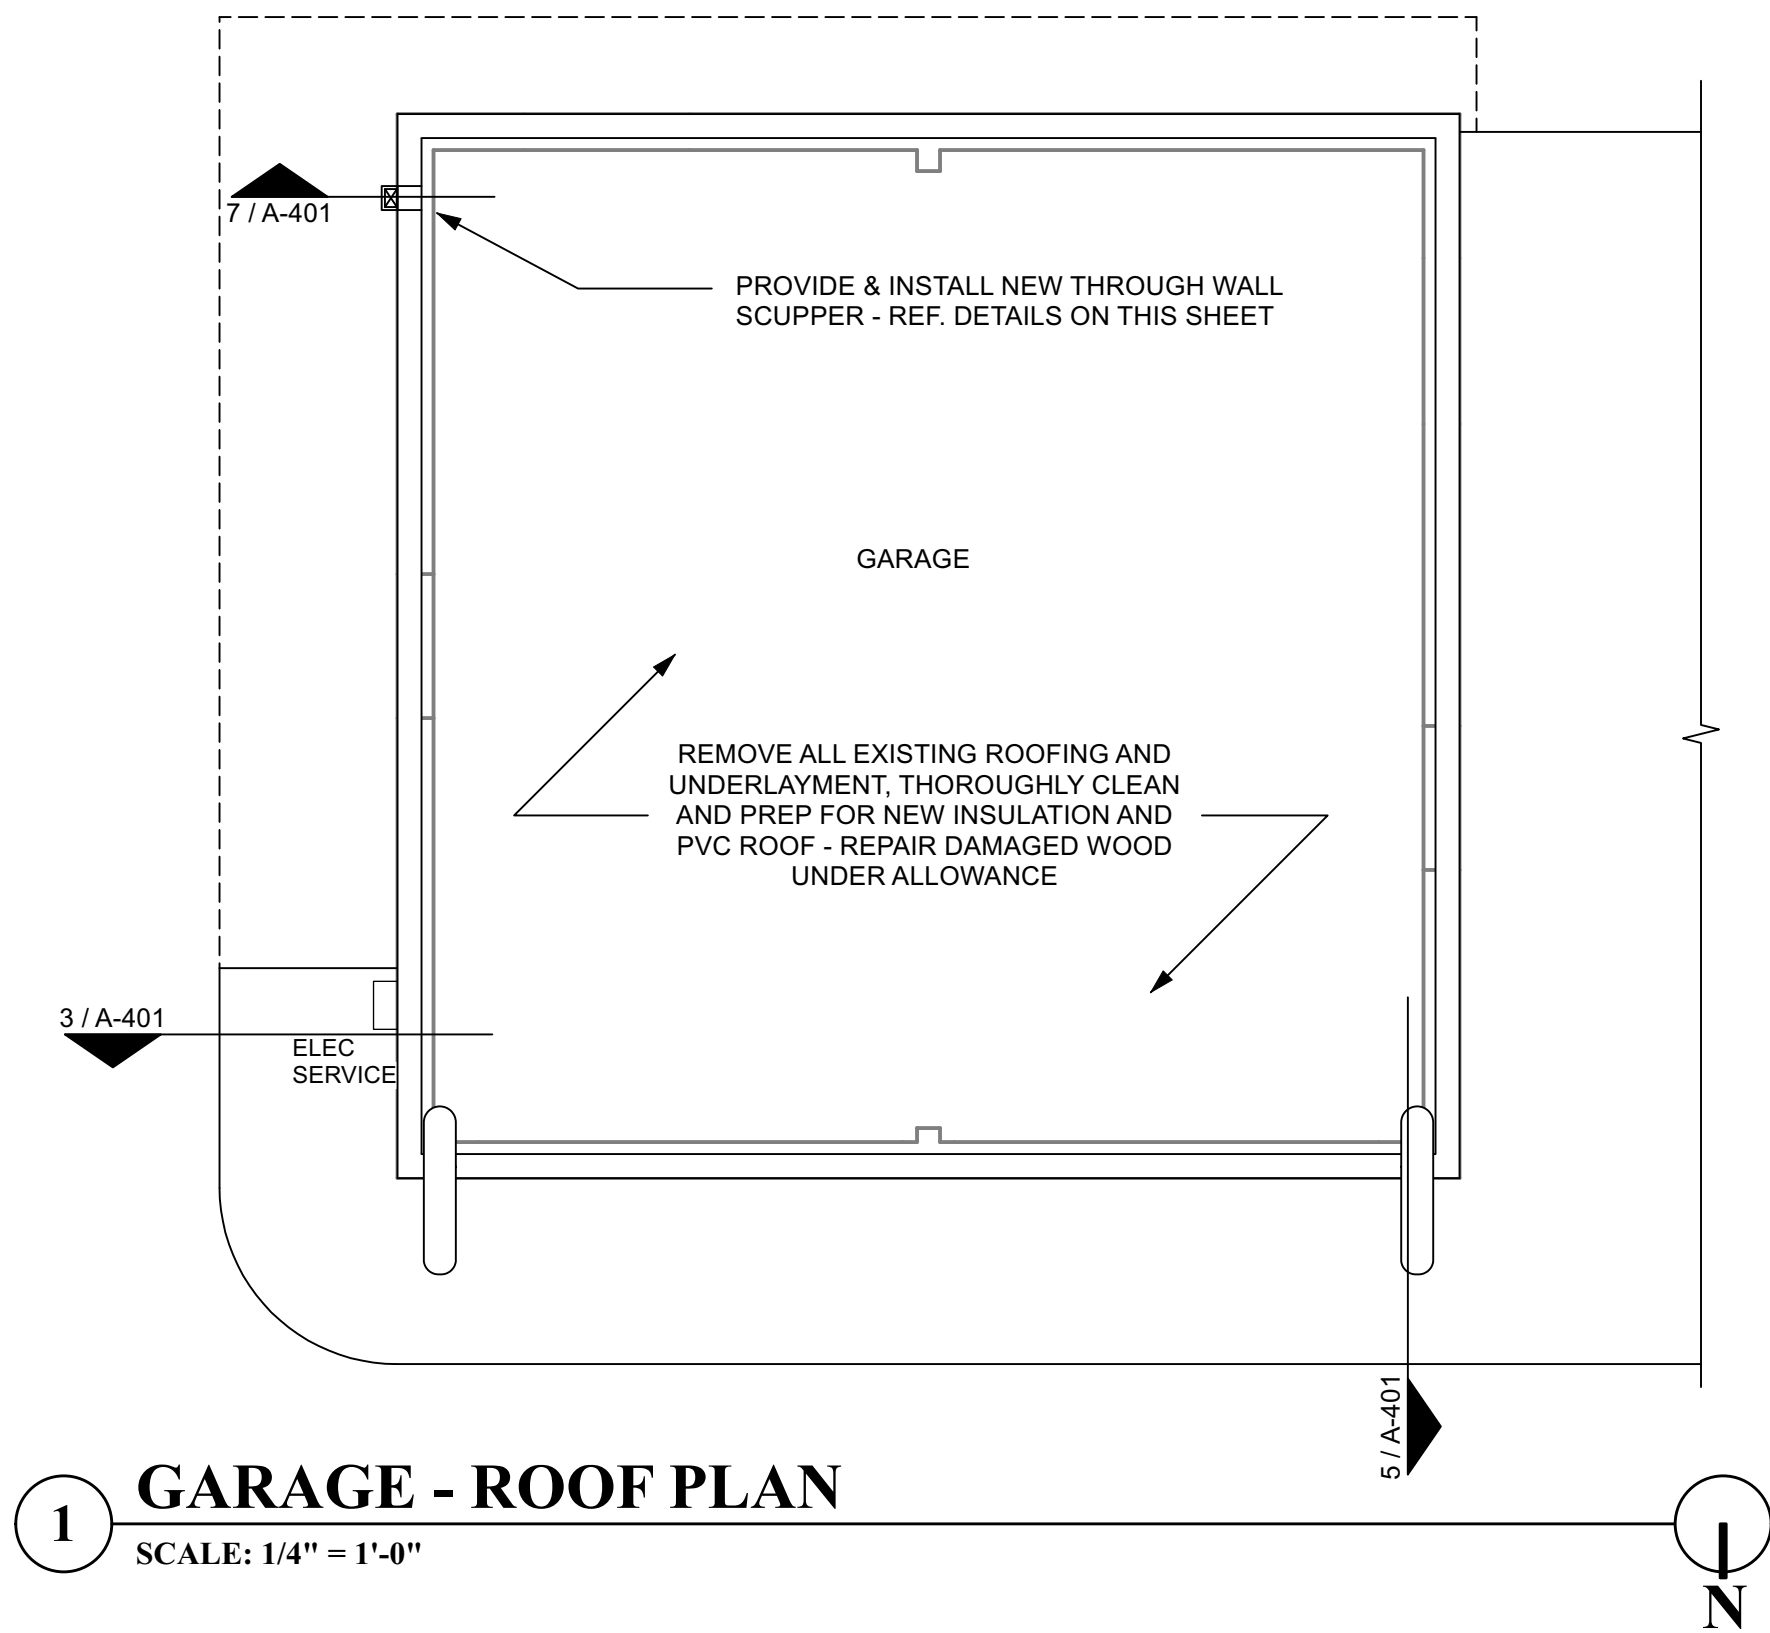 7 / A-401
PROVIDE & INSTALL NEW THROUGH WALL
SCUPPER - REF. DETAILS ON THIS SHEET
GARAGE
REMOVE ALL EXISTING ROOFING AND
UNDERLAYMENT, THOROUGHLY CLEAN
AND PREP FOR NEW INSULATION AND
PVC ROOF - REPAIR DAMAGED WOOD
UNDER ALLOWANCE
3 / A-401
ELEC
SERVICE
5 / A-401
1
GARAGE - ROOF PLAN
SCALE: 1/4" = 1'-0"
N